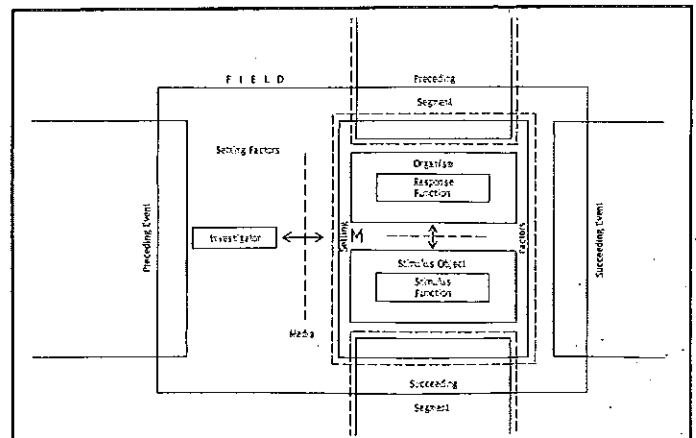 FIELD
Preceding
Segment
Setting Factors
Organism
Response
Function
Preceding Event
Investigator
Setting
M
Factors
Succeeding Event
Stimulus Object
Stimulus
Function
Media
Succeeding
Segment